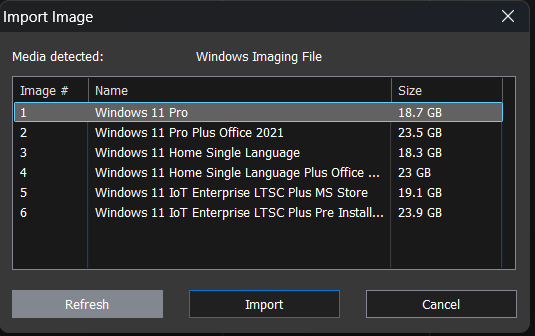 Import Image
Media detected: Windows Imaging File
Image # Name Size
1 Windows 11 Pro 18.7 GB
2 Windows 11 Pro Plus Office 2021 23.5 GB
3 Windows 11 Home Single Language 18.3 GB
4 Windows 11 Home Single Language Plus Office ... 23 GB
5 Windows 11 IoT Enterprise LTSC Plus MS Store 19.1 GB
6 Windows 11 IoT Enterprise LTSC Plus Pre Install... 23.9 GB
Refresh Import Cancel